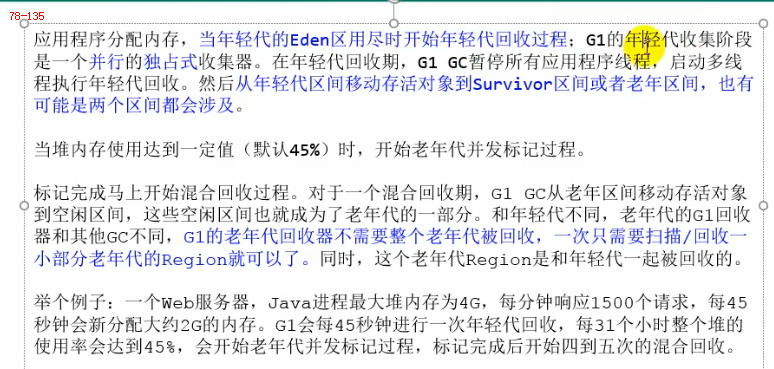 78-135
应用程序分配内存，当年轻代的Eden区用尽时开始年轻代回收过程；G1的年轻代收集阶段
是一个并行的独占式收集器。在年轻代回收期，G1 GC暂停所有应用程序线程，启动多线
程执行年轻代回收。然后从年轻代区间移动存活对象到Survivor区间或者老年区间，也有
可能是两个区间都会涉及。
当堆内存使用达到一定值（默认45%）时，开始老年代并发标记过程。
标记完成马上开始混合回收过程。对于一个混合回收期，G1 GC从老年区间移动存活对象
到空闲区间，这些空闲区间也就成为了老年代的一部分。和年轻代不同，老年代的G1回收
器和其他GC不同，G1的老年代回收器不需要整个老年代被回收，一次只需要扫描/回收一
小部分老年代的Region就可以了。同时，这个老年代Region是和年轻代一起被回收的。
举个例子：一个Web服务器，Java进程最大堆内存为4G，每分钟响应1500个请求，每45
秒钟会新分配大约2G的内存。G1会每45秒钟进行一次年轻代回收，每31个小时整个堆的
使用率会达到45%，会开始老年代并发标记过程，标记完成后开始四到五次的混合回收。